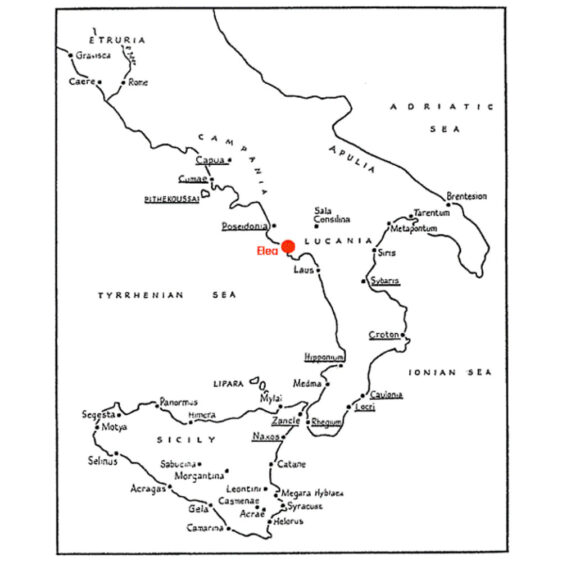 ETRURIA
Gravisca
Caere
Rome
ADRIATIC
SEA
CAMPANIA
Capua
Cumae
APULIA
PITHEKOUSSAI
Brentesion
Sala
Consilina
Tarentum
Poseidonia
Metapontum
LUCANIA
Elea
Siris
Laus
Sybaris
TYRRHENIAN SEA
Croton
Hipponium
IONIAN SEA
LIPARA
Medma
Mylai
Caulonia
Panormus
Locri
Segesta
Himera
Zancle
Rhegium
Motya
SICILY
Naxos
Selinus
Sabucina
Catane
Morgantina
Acragas
Leontini
Megara Hyblaea
Casmenae
Syracuse
Gela
Acrae
Helorus
Camarina